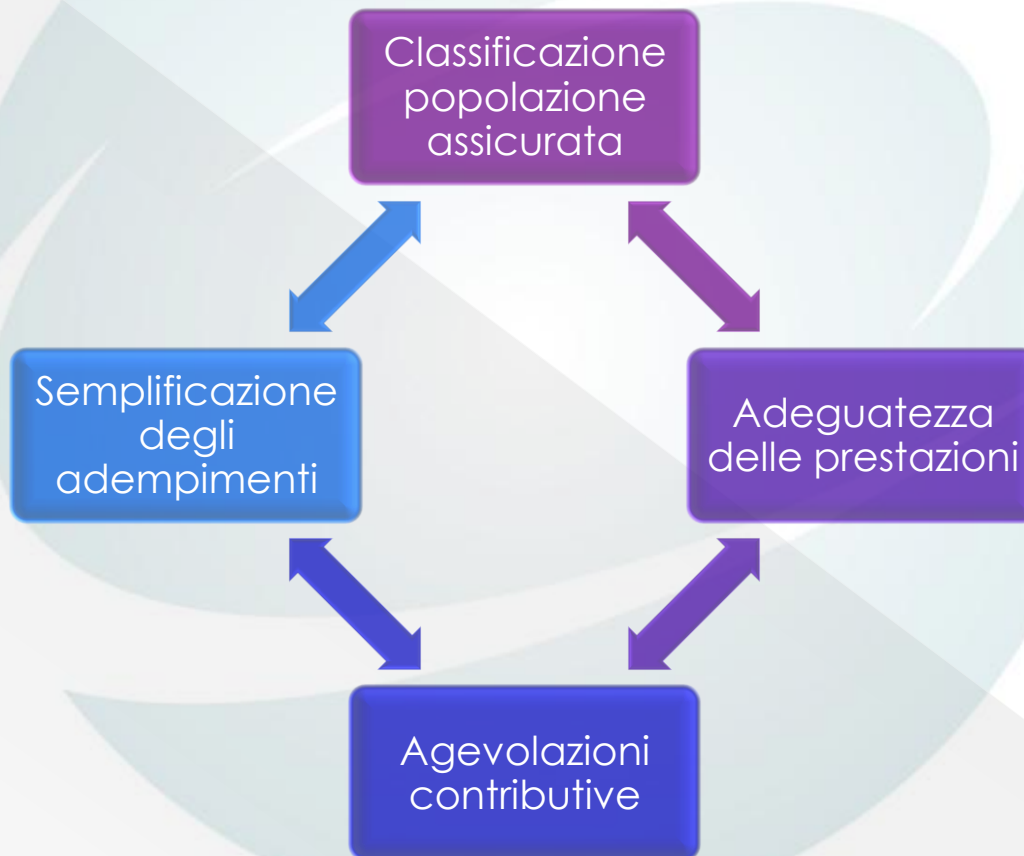 Classificazione
popolazione
assicurata
Semplificazione
degli
adempimenti
Adeguatezza
delle prestazioni
Agevolazioni
contributive